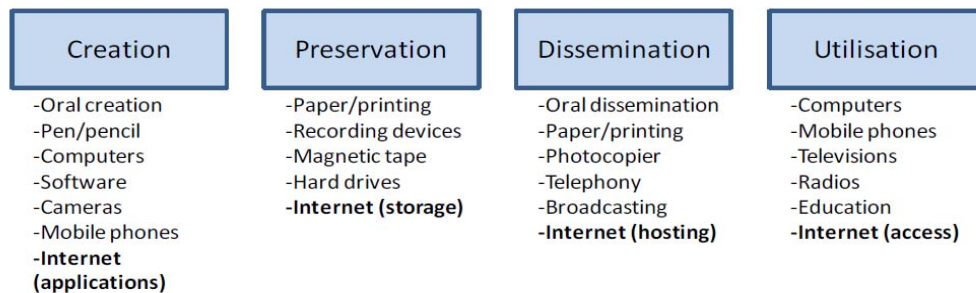 Creation
-Oral creation
-Pen/pencil
-Computers
-Software
-Cameras
-Mobile phones
-Internet
(applications)
Preservation
-Paper/printing
-Recording devices
-Magnetic tape
-Hard drives
-Internet (storage)
Dissemination
-Oral dissemination
-Paper/printing
-Photocopier
-Telephony
-Broadcasting
-Internet (hosting)
Utilisation
-Computers
-Mobile phones
-Televisions
-Radios
-Education
-Internet (access)